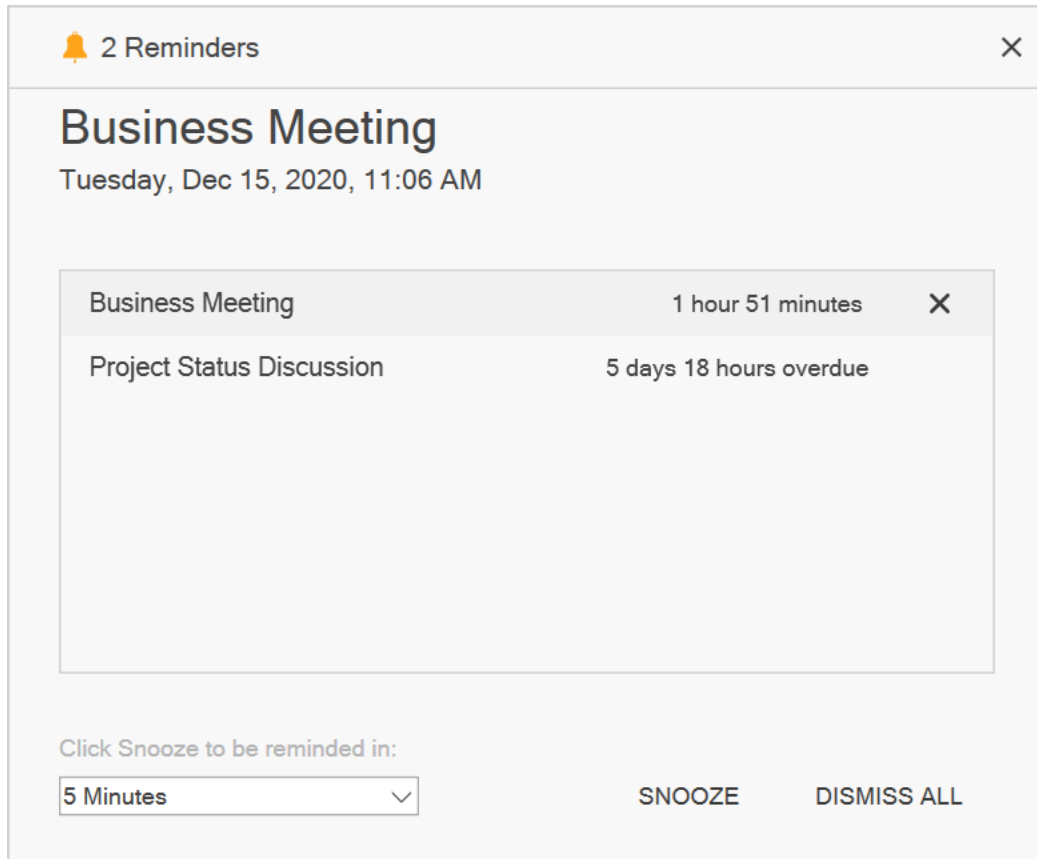 2 Reminders
Business Meeting
Tuesday, Dec 15, 2020, 11:06 AM
Business Meeting 1 hour 51 minutes
Project Status Discussion 5 days 18 hours overdue
Click Snooze to be reminded in:
5 Minutes SNOOZE DISMISS ALL